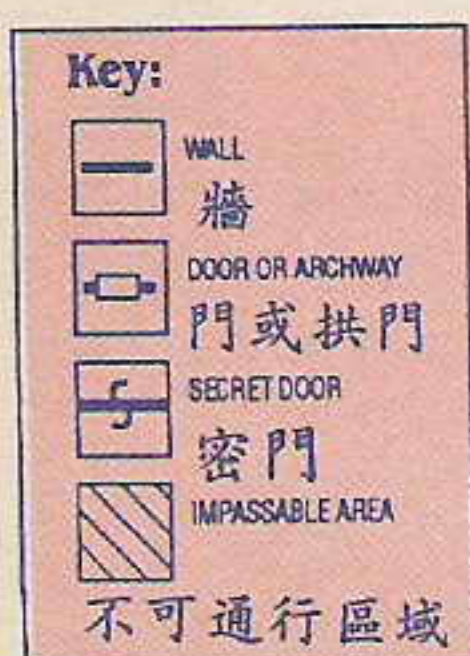 Key:
WALL
牆
DOOR OR ARCHWAY
門或拱門
SECRET DOOR
密門
IMPASSABLE AREA
不可通行區域